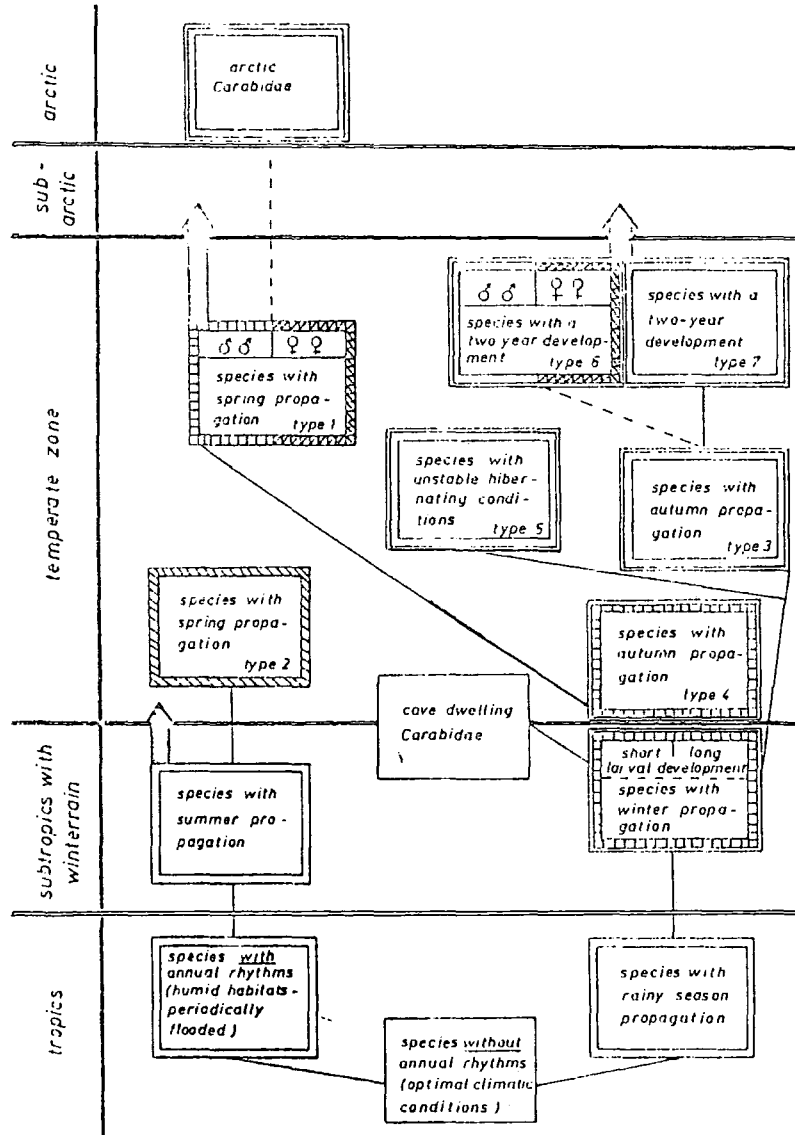 arctic
arctic
Carabidae
sub-
arctic
temperate zone
♂ ♂ ♀ ♀
species with
spring propa-
gation
type 1
♂ ♂ ♀ ♀
species with a
two year develop-
ment
type 6
species with a
two-year
development
type 7
species with
unstable hiber-
nating condi-
tions
type 5
species with
autumn propa-
gation
type 3
species with
spring propa-
gation
type 2
species with
autumn propa-
gation
type 4
cave dwelling
Carabidae
subtropics with
winterrain
species with
summer pro-
pagation
short long
larval development
species with
winter propa-
gation
tropics
species with
annual rhythms
(humid habitats-
periodically
flooded)
species without
annual rhythms
(optimal climatic
conditions)
species with
rainy season
propagation